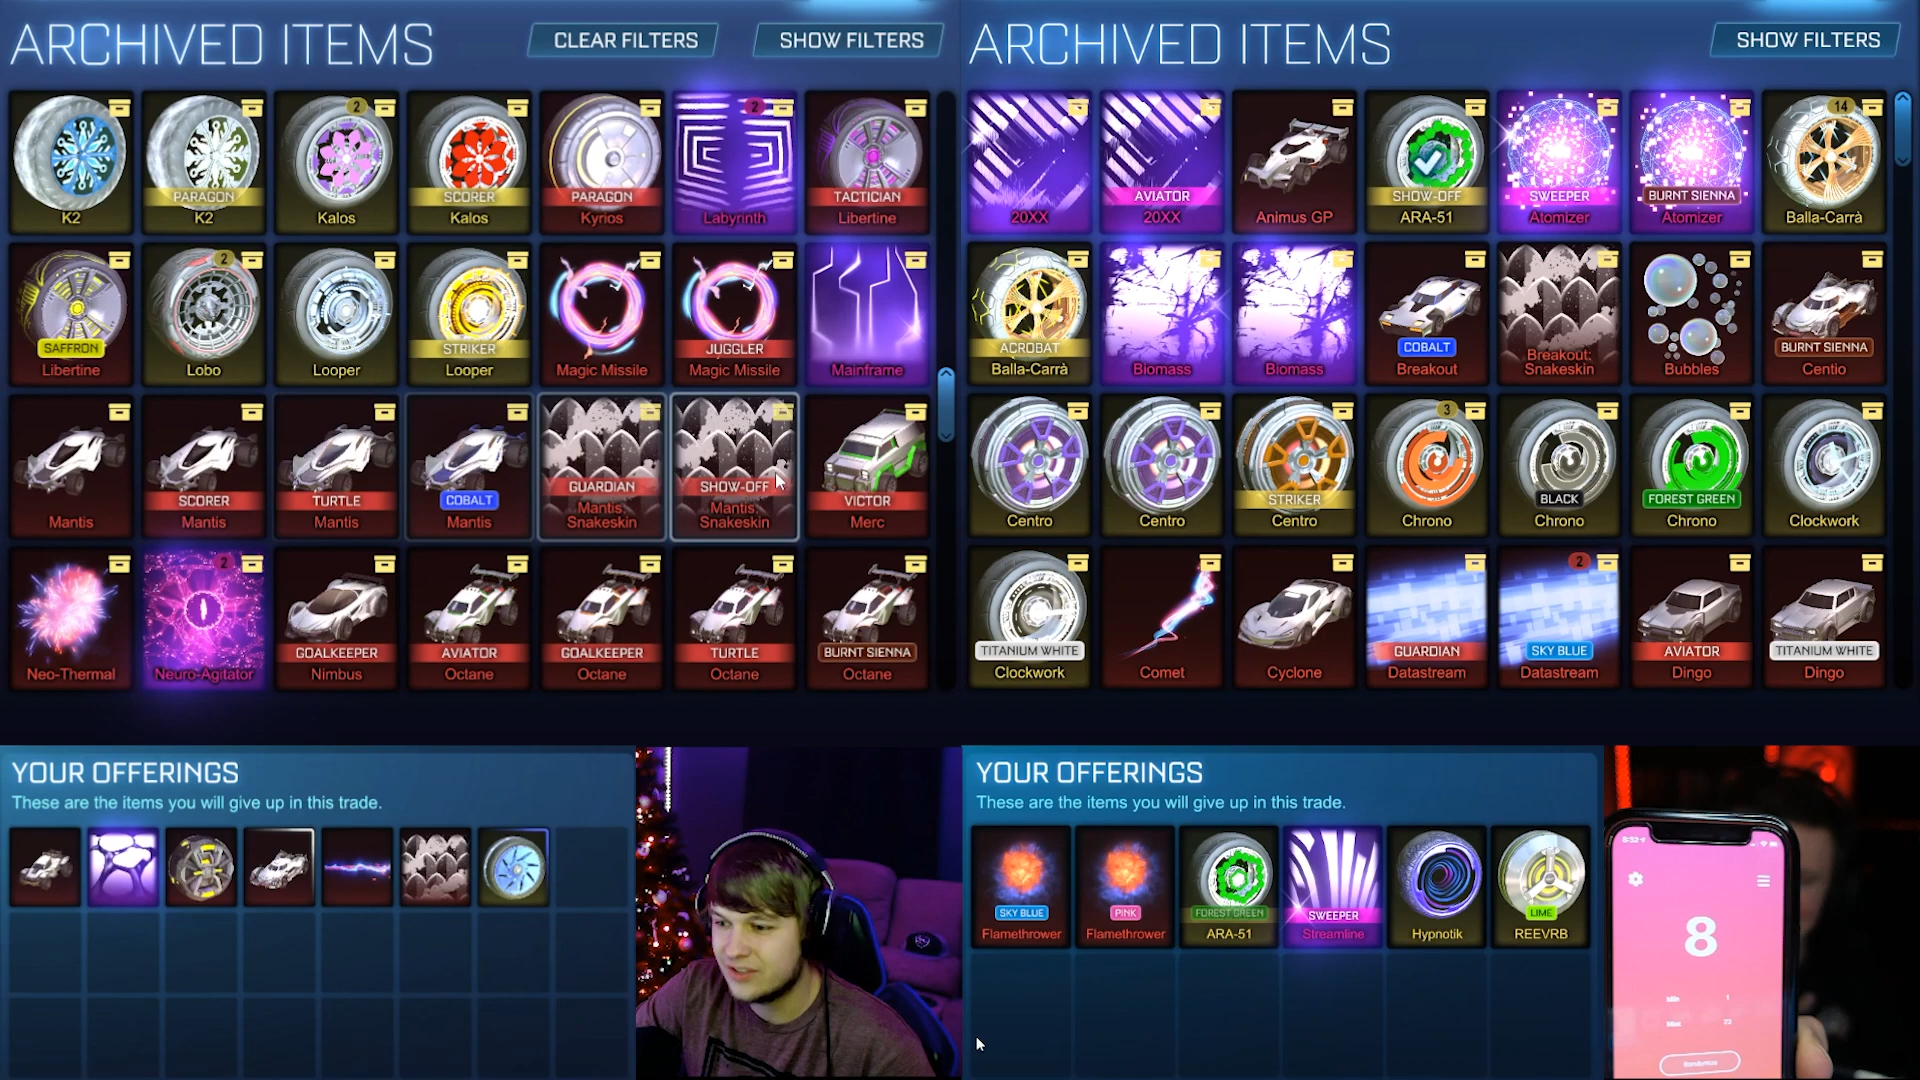 ARCHIVED ITEMS
CLEAR FILTERS
SHOW FILTERS
K2
PARAGON
K2
2
Kalos
SCORER
Kalos
PARAGON
Kyrios
2
Labyrinth
TACTICIAN
Libertine
SAFFRON
Libertine
2
Lobo
Looper
STRIKER
Looper
Magic Missile
JUGGLER
Magic Missile
Mainframe
Mantis
SCORER
Mantis
TURTLE
Mantis
COBALT
Mantis
GUARDIAN
Mantis:
Snakeskin
SHOW-OFF
Mantis:
Snakeskin
VICTOR
Merc
Neo-Thermal
2
Neuro-Agitator
GOALKEEPER
Nimbus
AVIATOR
Octane
GOALKEEPER
Octane
TURTLE
Octane
BURNT SIENNA
Octane
ARCHIVED ITEMS
SHOW FILTERS
20XX
AVIATOR
20XX
Animus GP
SHOW-OFF
ARA-51
SWEEPER
Atomizer
BURNT SIENNA
Atomizer
14
Balla-Carrà
ACROBAT
Balla-Carrà
Biomass
Biomass
COBALT
Breakout
Breakout:
Snakeskin
Bubbles
BURNT SIENNA
Centio
Centro
Centro
STRIKER
Centro
3
Chrono
BLACK
Chrono
FOREST GREEN
Chrono
Clockwork
TITANIUM WHITE
Clockwork
Comet
Cyclone
GUARDIAN
Datastream
2
SKY BLUE
Datastream
AVIATOR
Dingo
TITANIUM WHITE
Dingo
YOUR OFFERINGS
These are the items you will give up in this trade.
YOUR OFFERINGS
These are the items you will give up in this trade.
SKY BLUE
Flamethrower
PINK
Flamethrower
FOREST GREEN
ARA-51
SWEEPER
Streamline
Hypnotik
LIME
REEVRB
8